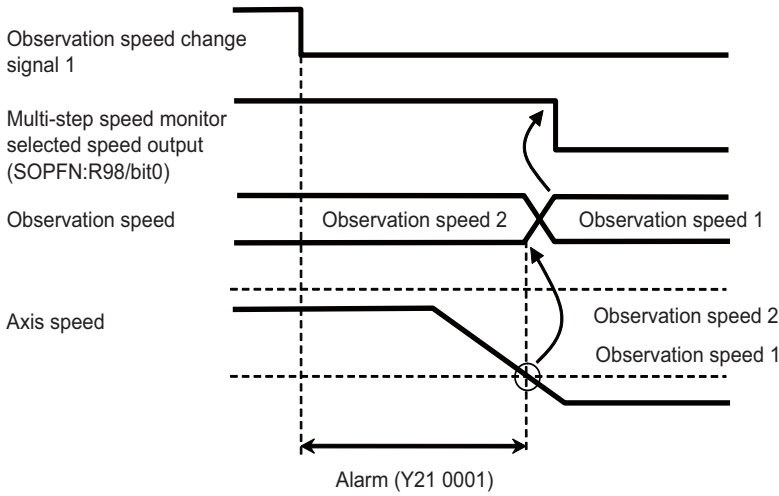 Observation speed change
signal 1
Multi-step speed monitor
selected speed output
(SOPFN:R98/bit0)
Observation speed
Observation speed 2
Observation speed 1
Axis speed
Observation speed 2
Observation speed 1
Alarm (Y21 0001)